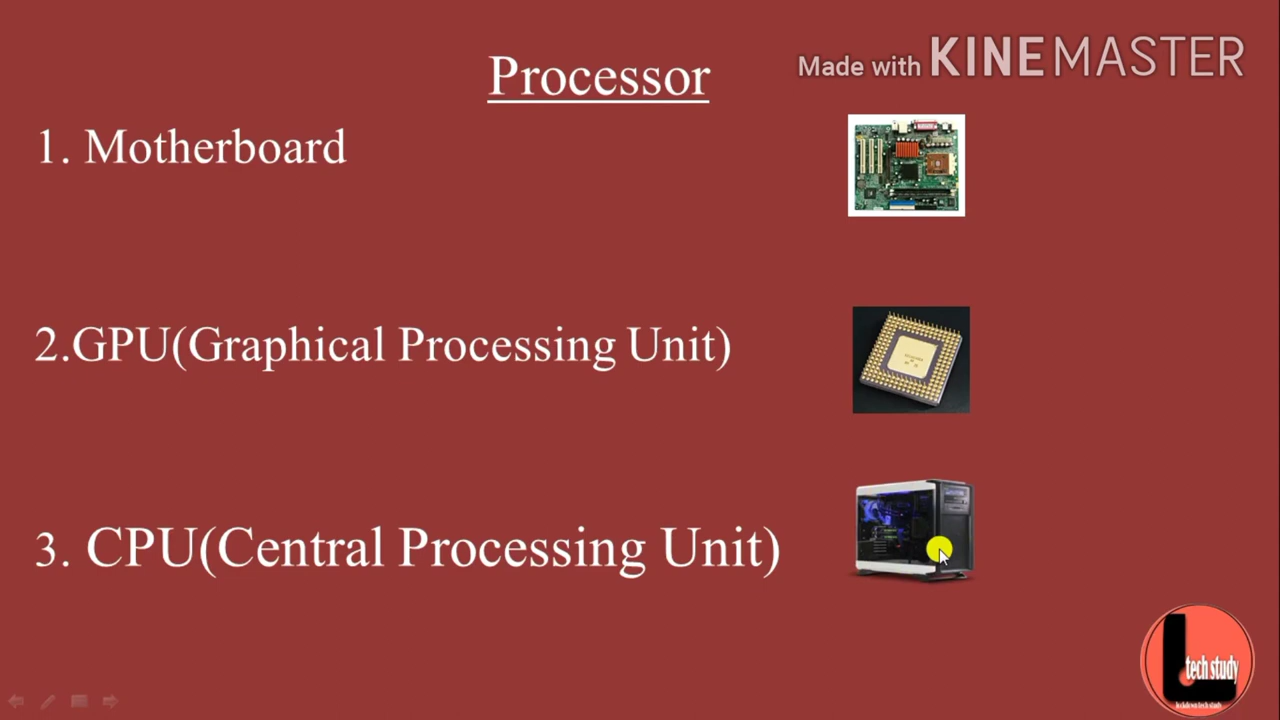 Processor
Made with KINEMASTER
1. Motherboard
2.GPU(Graphical Processing Unit)
3. CPU(Central Processing Unit)
tech study